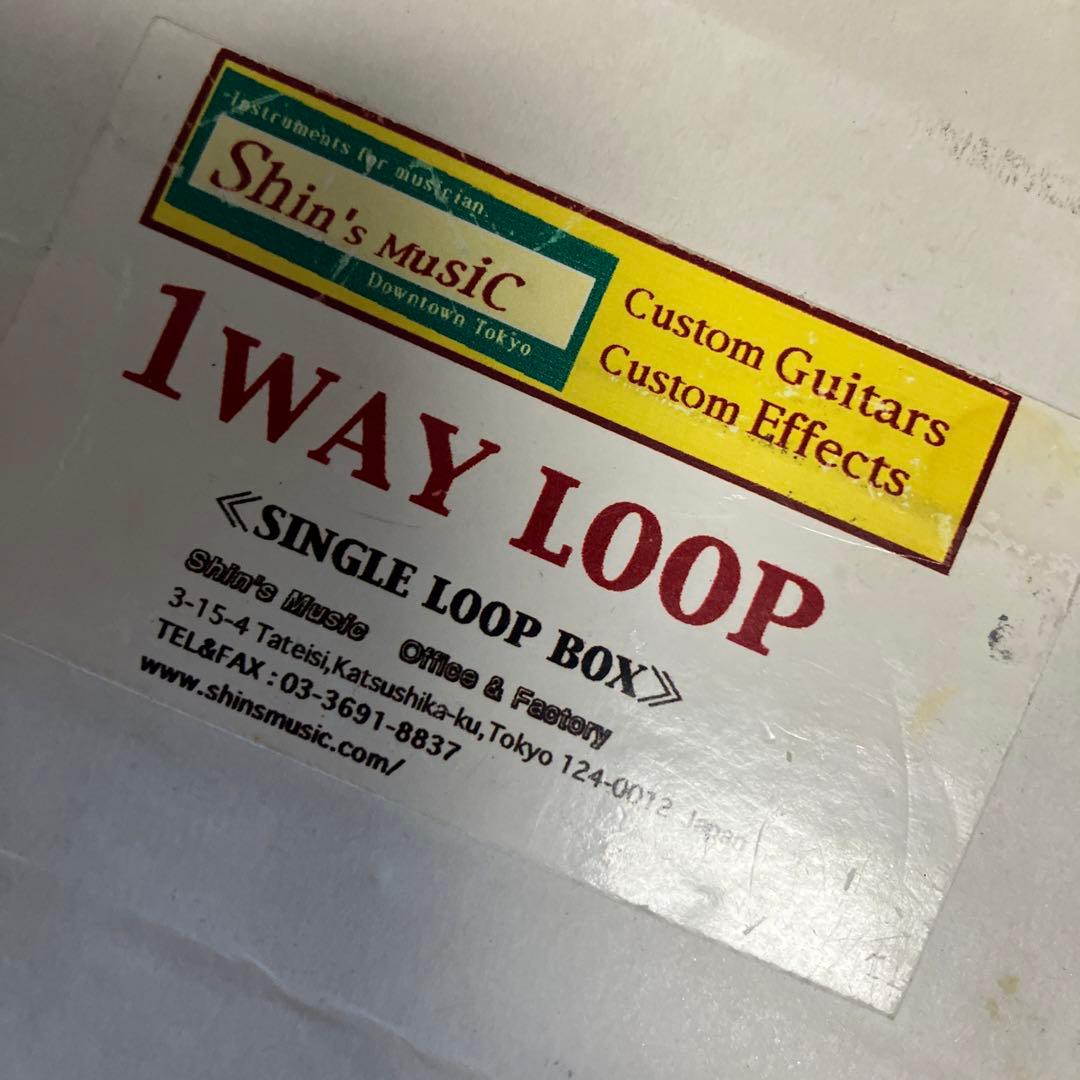 -Instruments for musician.
Shin's Music
Downtown Tokyo
Custom Guitars
Custom Effects
1WAY LOOP
《SINGLE LOOP BOX》
Shin's Music Office & Factory
3-15-4 Tateisi,Katsushika-ku,Tokyo 124-0012 Japan
TEL&FAX : 03-3691-8837
www.shinsmusic.com/